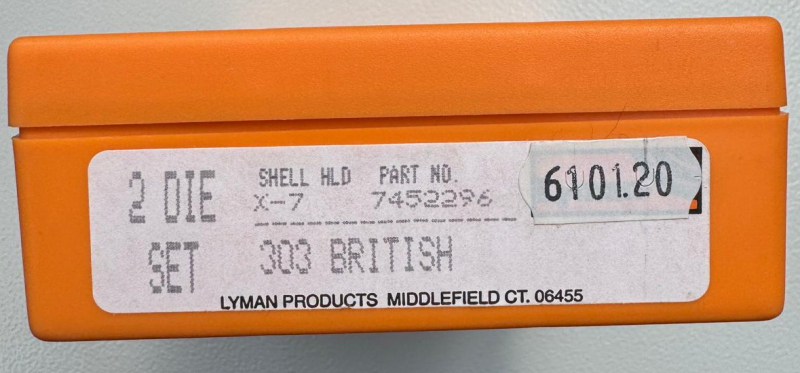 2 DIE SET
SHELL HLD PART NO.
X-7 7452296
303 BRITISH
LYMAN PRODUCTS MIDDLEFIELD CT. 06455
6101.20